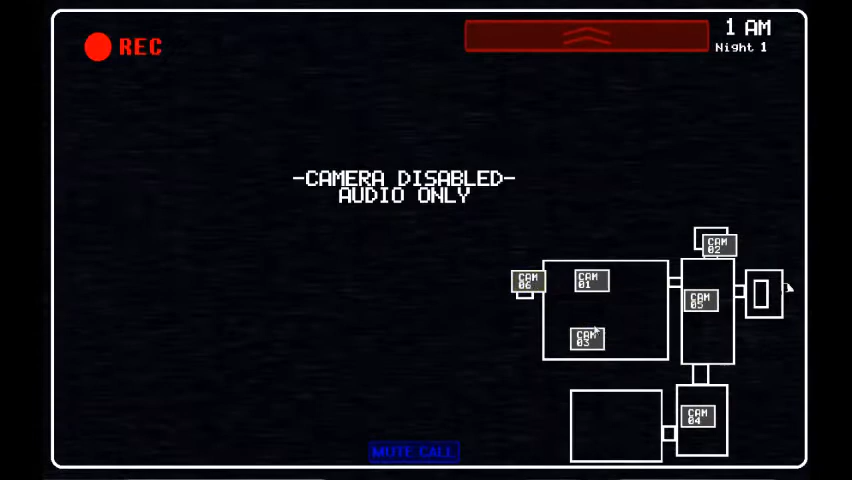 REC
1 AM
Night 1
-CAMERA DISABLED-
AUDIO ONLY
CAM
02
CAM
06
CAM
01
CAM
05
CAM
03
CAM
04
MUTE CALL